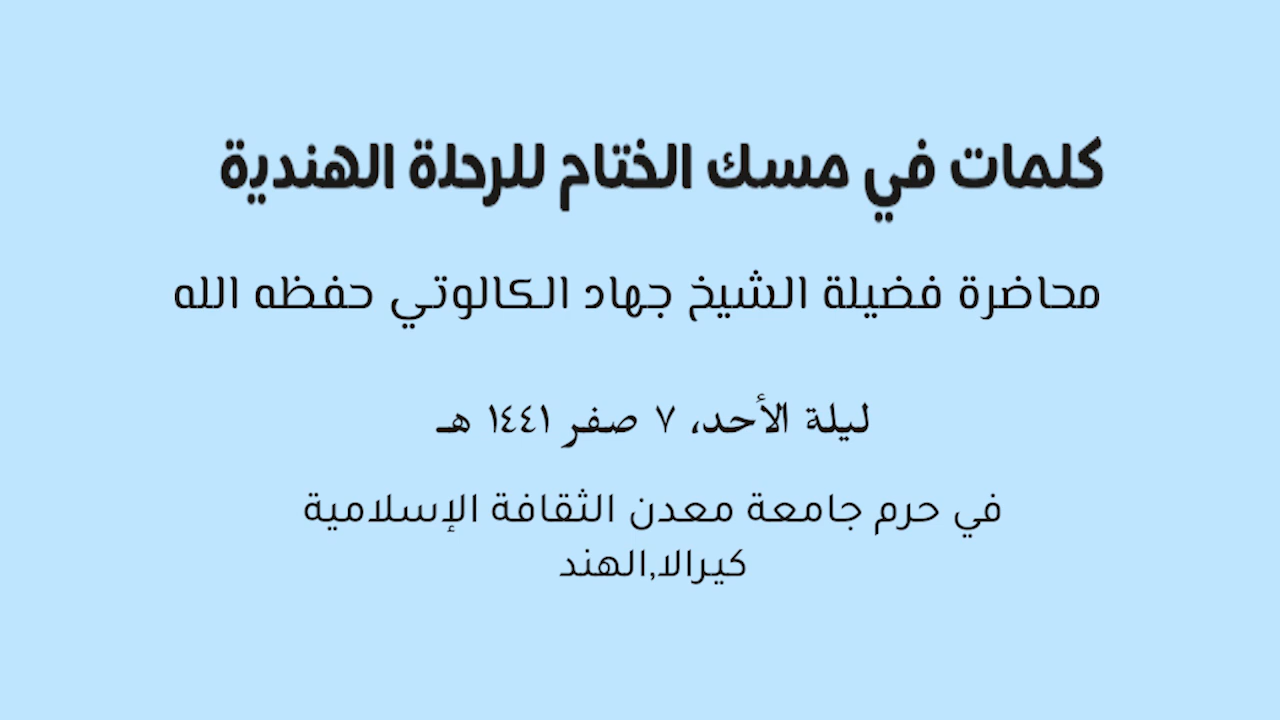 كلمات في مسك الختام للرحلة الهندية
محاضرة فضيلة الشيخ جهاد الكالوتي حفظه الله
ليلة الأحد، ٧ صفر ١٤٤١ هـ
في حرم جامعة معدن الثقافة الإسلامية
كيرالا,الهند